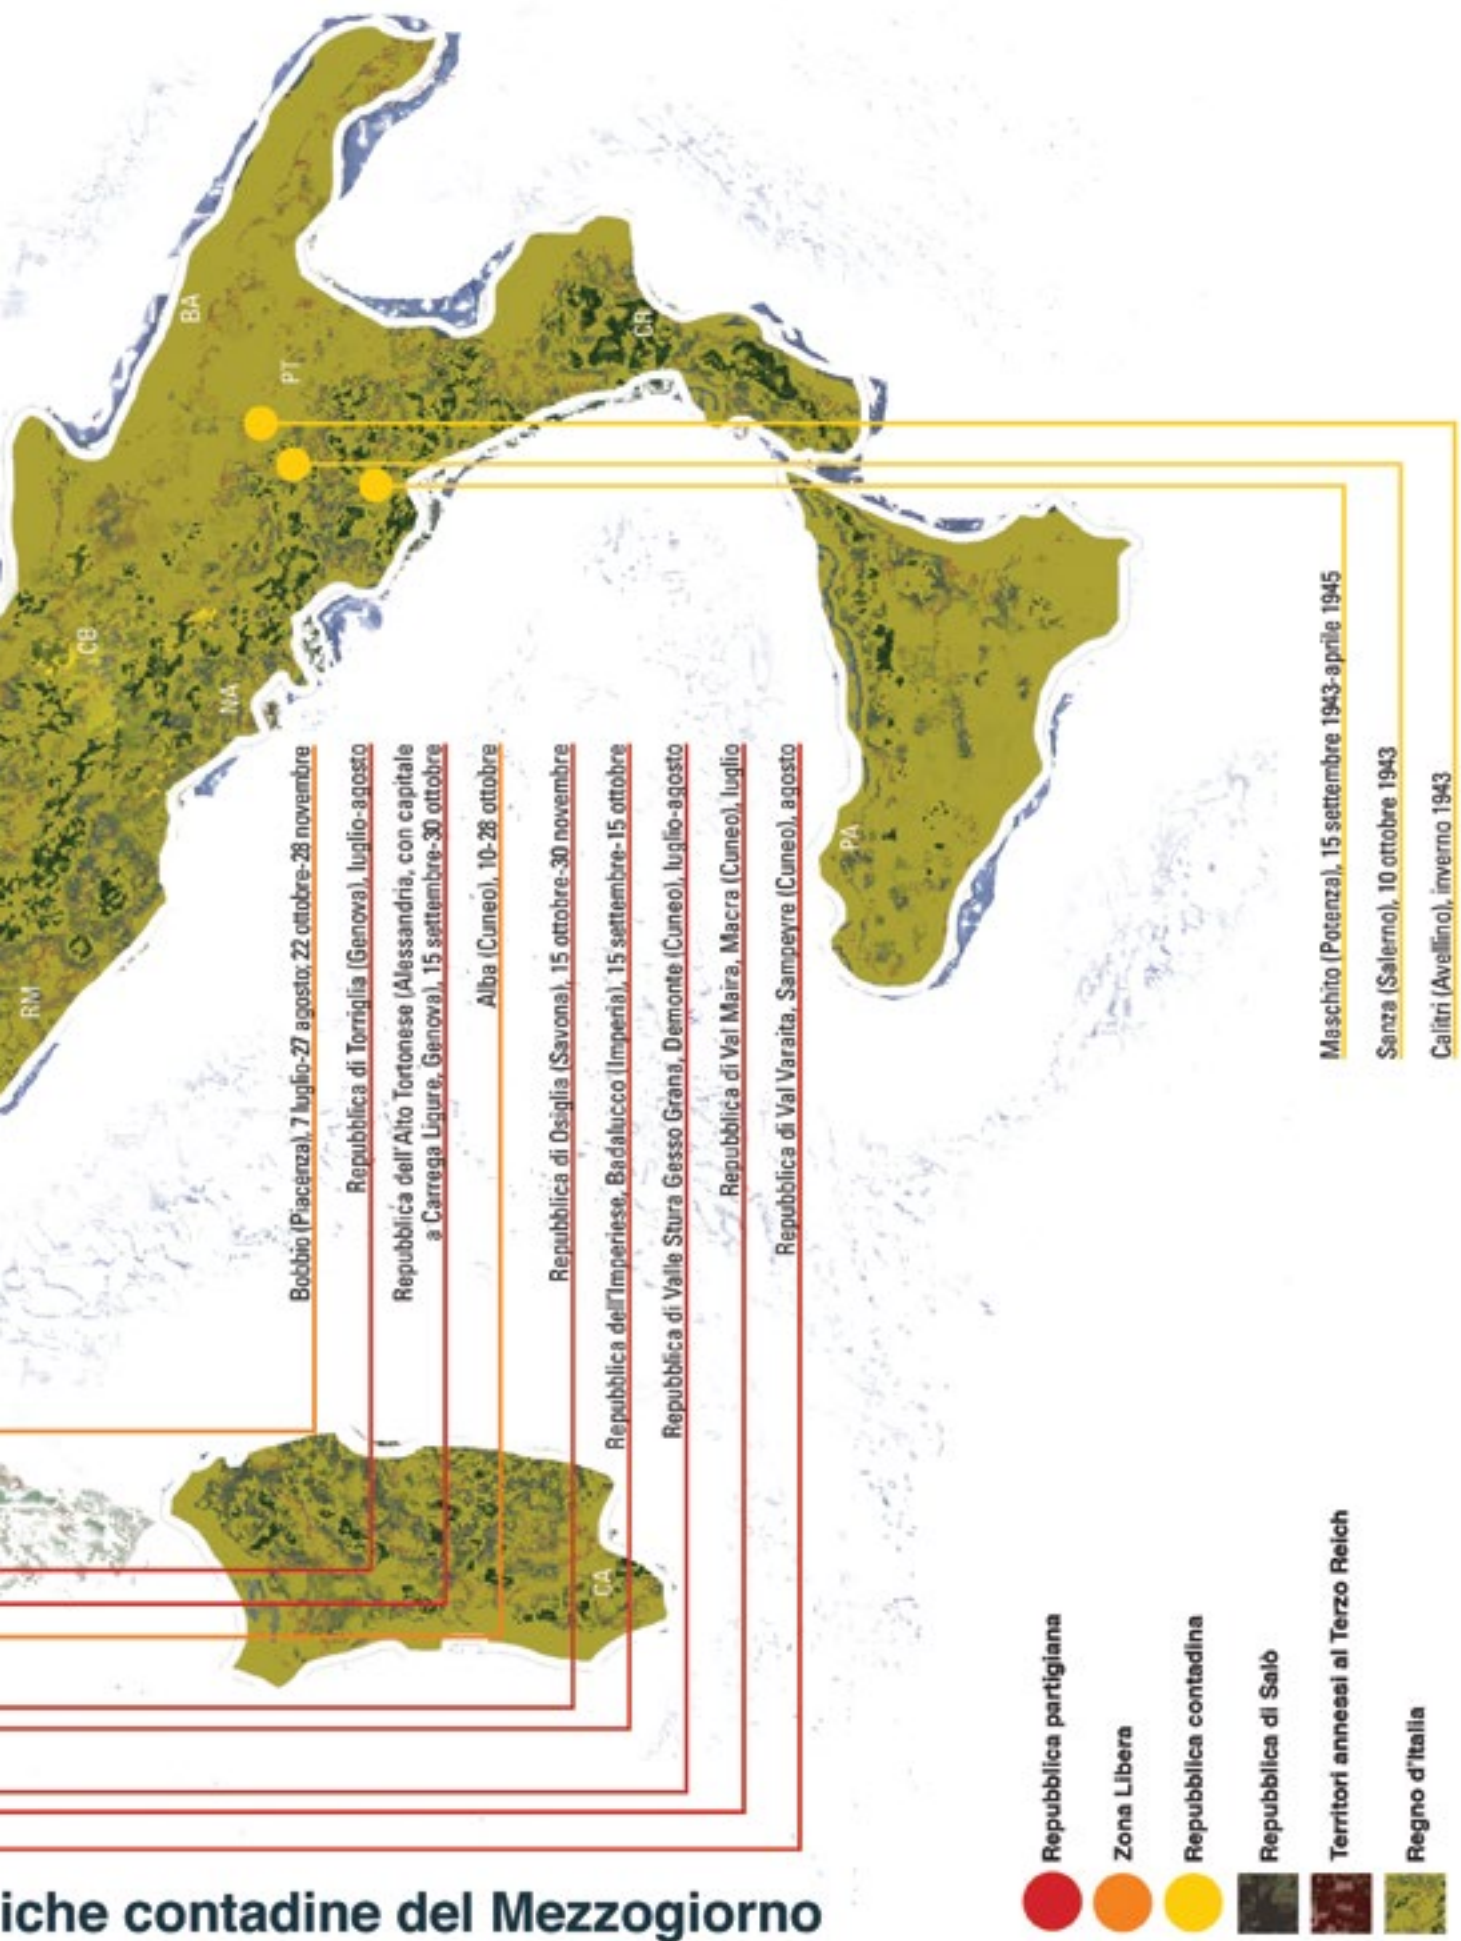 iche contadine del Mezzogiorno
BA
PT
CB
NA
RM
PA
CA
Bobbio (Piacenza), 7 luglio-27 agosto; 22 ottobre-28 novembre
Repubblica di Torriglia (Genova), luglio-agosto
Repubblica dell'Alto Tortonese (Alessandria, con capitale
a Carrega Ligure, Genova), 15 settembre-30 ottobre
Alba (Cuneo), 10-28 ottobre
Repubblica di Osiglia (Savona), 15 ottobre-30 novembre
Repubblica dell'Imperiese, Badalucco (Imperia), 15 settembre-15 ottobre
Repubblica di Valle Stura Gesso Grana, Demonte (Cuneo), luglio-agosto
Repubblica di Val Maira, Macra (Cuneo), luglio
Repubblica di Val Varaita, Sampeyre (Cuneo), agosto
Maschito (Potenza), 15 settembre 1943-aprile 1945
Sanza (Salerno), 10 ottobre 1943
Calitri (Avellino), inverno 1943
Repubblica partigiana
Zona Libera
Repubblica contadina
Repubblica di Salò
Territori annessi al Terzo Reich
Regno d'Italia